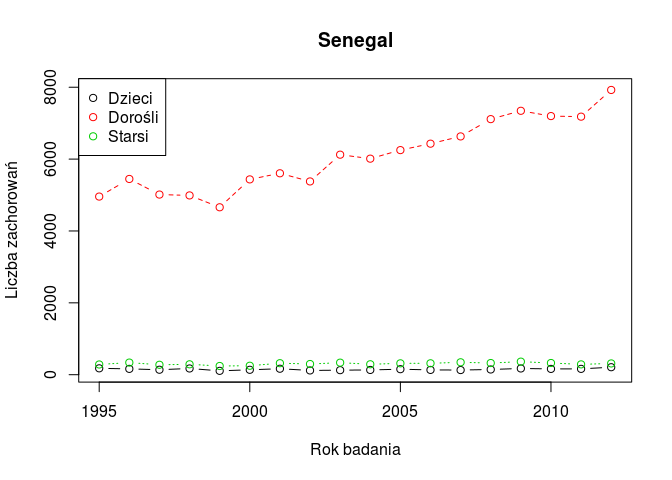 Senegal
Dzieci
Dorośli
Starsi
Liczba zachorowań
8000
6000
4000
2000
0
1995 2000 2005 2010
Rok badania